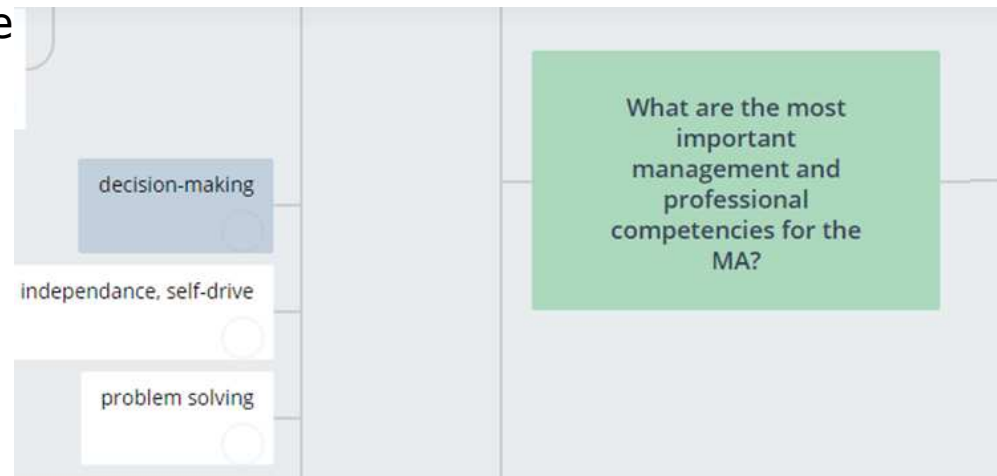 e
decision-making
independance, self-drive
problem solving
What are the most
important
management and
professional
competencies for the
MA?